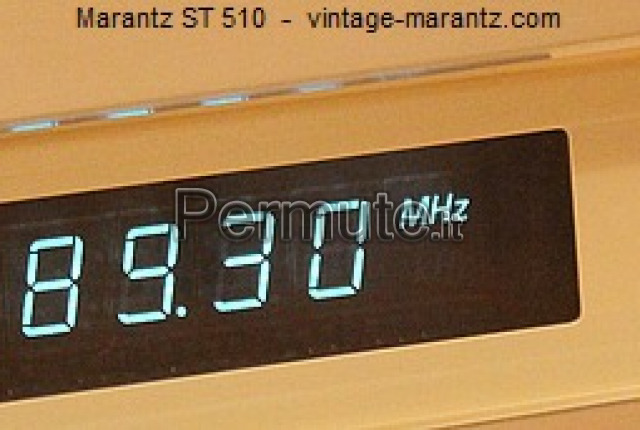 Marantz ST 510 - vintage-marantz.com
Permute.it
89.30 MHz